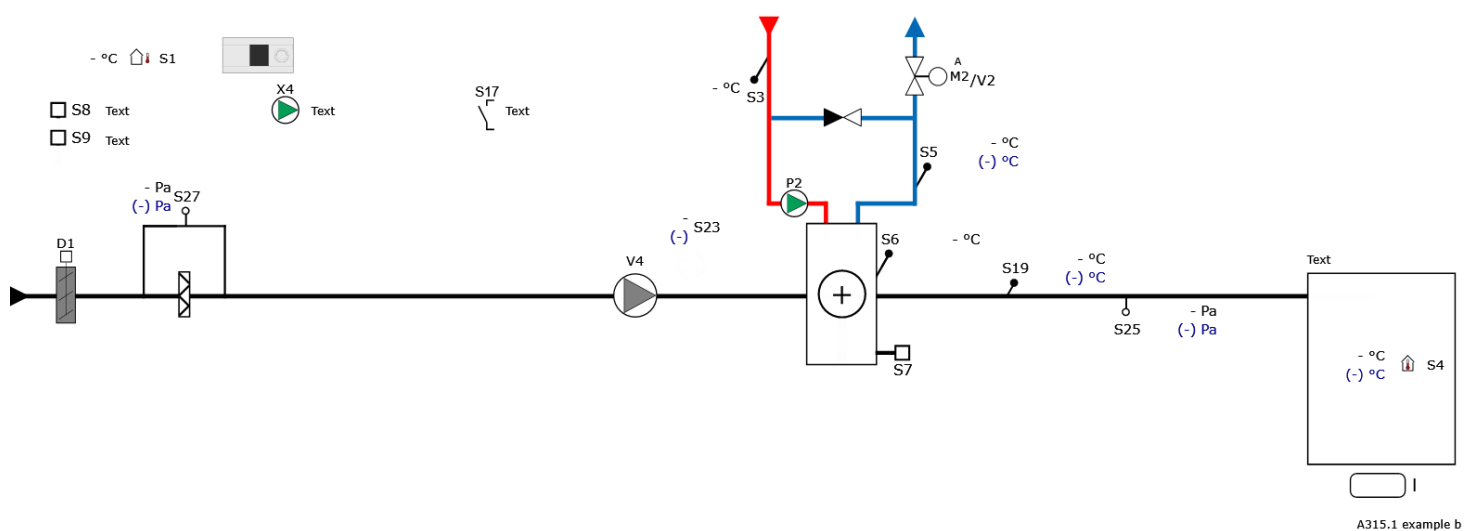 - °C S1
X4
S8 Text
Text
S9 Text
S17
Text
- °C
S3
A
M2/V2
- °C
(-) °C
S5
P2
- Pa
(-) Pa
S27
D1
V4
-
(-) S23
S6
- °C
S19
- °C
(-) °C
S25
- Pa
(-) Pa
S7
Text
- °C
(-) °C
S4
I
A315.1 example b